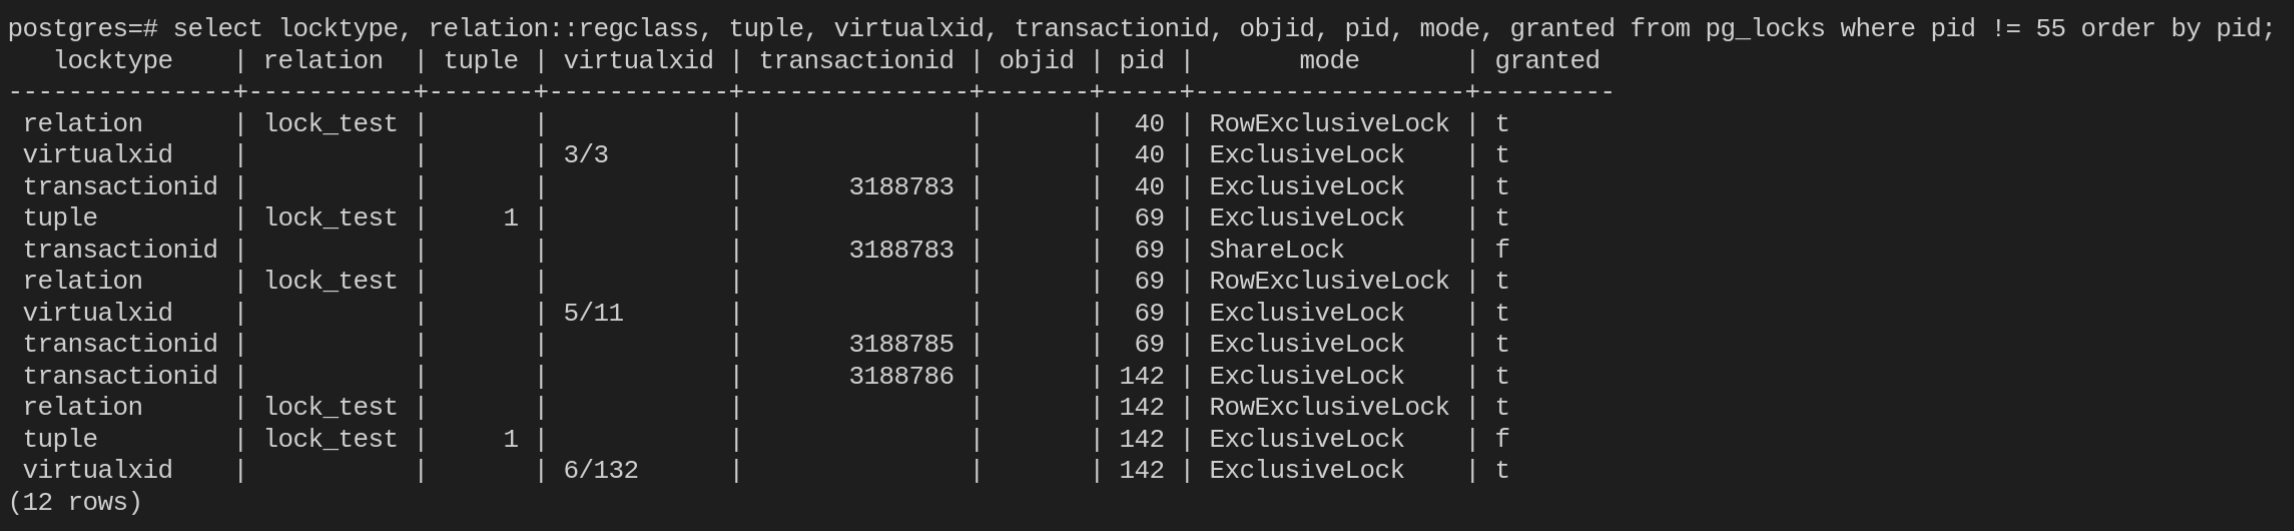 postgres=# select locktype, relation::regclass, tuple, virtualxid, transactionid, objid, pid, mode, granted from pg_locks where pid != 55 order by pid;
   locktype    | relation  | tuple | virtualxid | transactionid | objid | pid |       mode       | granted
---------------+-----------+-------+------------+---------------+-------+-----+------------------+---------
 relation      | lock_test |       |            |               |       |  40 | RowExclusiveLock | t
 virtualxid    |           |       | 3/3        |               |       |  40 | ExclusiveLock    | t
 transactionid |           |       |            |       3188783 |       |  40 | ExclusiveLock    | t
 tuple         | lock_test |     1 |            |               |       |  69 | ExclusiveLock    | t
 transactionid |           |       |            |       3188783 |       |  69 | ShareLock        | f
 relation      | lock_test |       |            |               |       |  69 | RowExclusiveLock | t
 virtualxid    |           |       | 5/11       |               |       |  69 | ExclusiveLock    | t
 transactionid |           |       |            |       3188785 |       |  69 | ExclusiveLock    | t
 transactionid |           |       |            |       3188786 |       | 142 | ExclusiveLock    | t
 relation      | lock_test |       |            |               |       | 142 | RowExclusiveLock | t
 tuple         | lock_test |     1 |            |               |       | 142 | ExclusiveLock    | f
 virtualxid    |           |       | 6/132      |               |       | 142 | ExclusiveLock    | t
(12 rows)